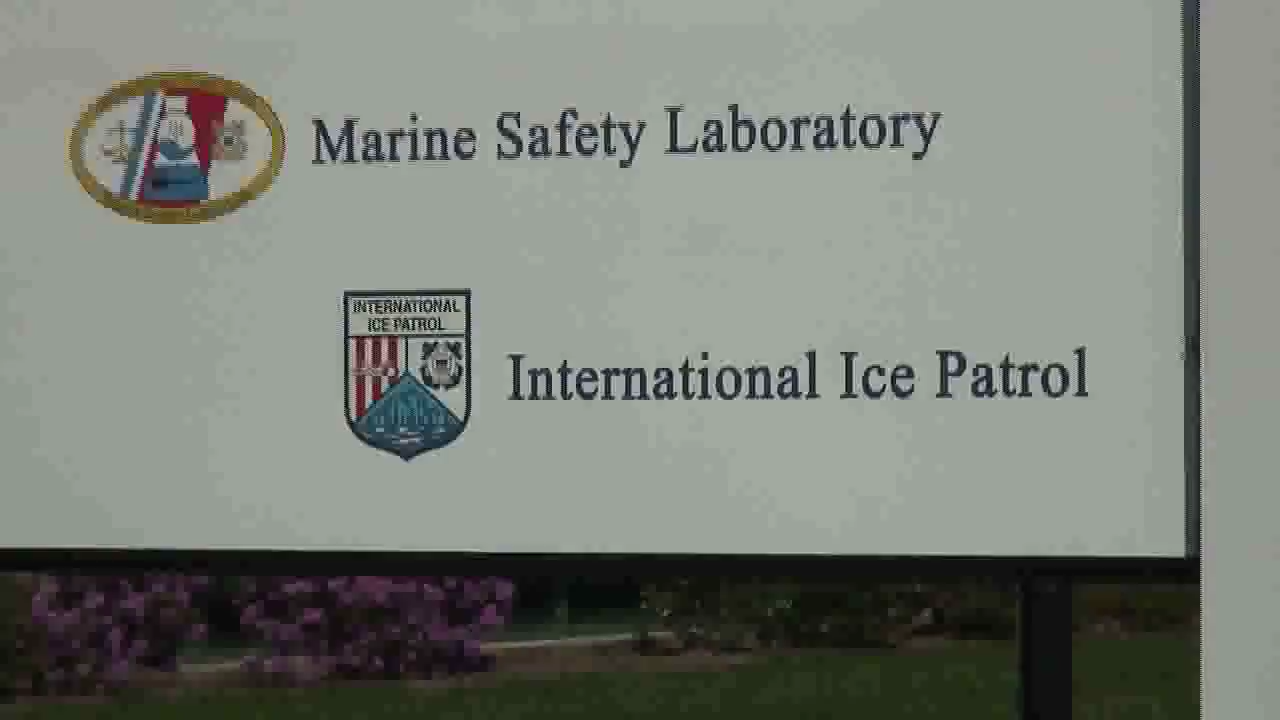 Marine Safety Laboratory
INTERNATIONAL
ICE PATROL
International Ice Patrol